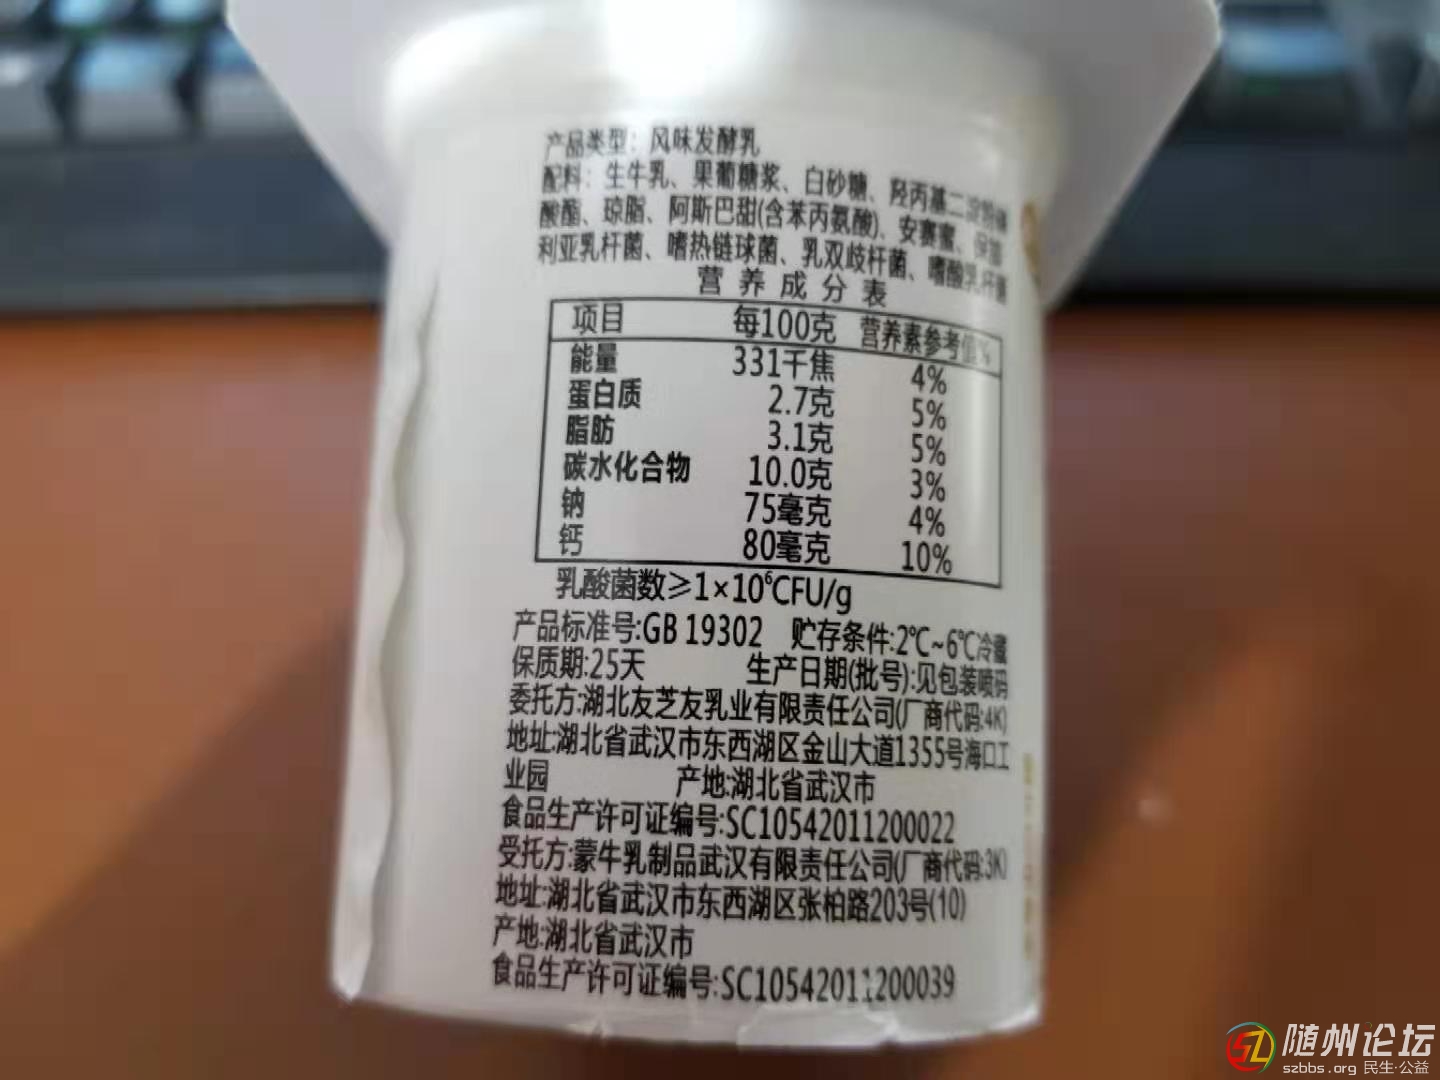 产品类型：风味发酵乳
配料：生牛乳、果葡糖浆、白砂糖、羟丙基二淀粉磷
酸酯、琼脂、阿斯巴甜(含苯丙氨酸)、安赛蜜、保加
利亚乳杆菌、嗜热链球菌、乳双歧杆菌、嗜酸乳杆菌
营养成分表
项目 每100克 营养素参考值%
能量 331千焦 4%
蛋白质 2.7克 5%
脂肪 3.1克 5%
碳水化合物 10.0克 3%
钠 75毫克 4%
钙 80毫克 10%
乳酸菌数≥1×10⁶CFU/g
产品标准号:GB 19302 贮存条件:2℃~6℃冷藏
保质期:25天 生产日期(批号):见包装喷码
委托方:湖北友芝友乳业有限责任公司(厂商代码:4K)
地址:湖北省武汉市东西湖区金山大道1355号海口工
业园 产地:湖北省武汉市
食品生产许可证编号:SC10542011200022
受托方:蒙牛乳制品武汉有限责任公司(厂商代码:3K)
地址:湖北省武汉市东西湖区张柏路203号(10)
产地:湖北省武汉市
食品生产许可证编号:SC10542011200039
随州论坛
szbbs.org 民生·公益